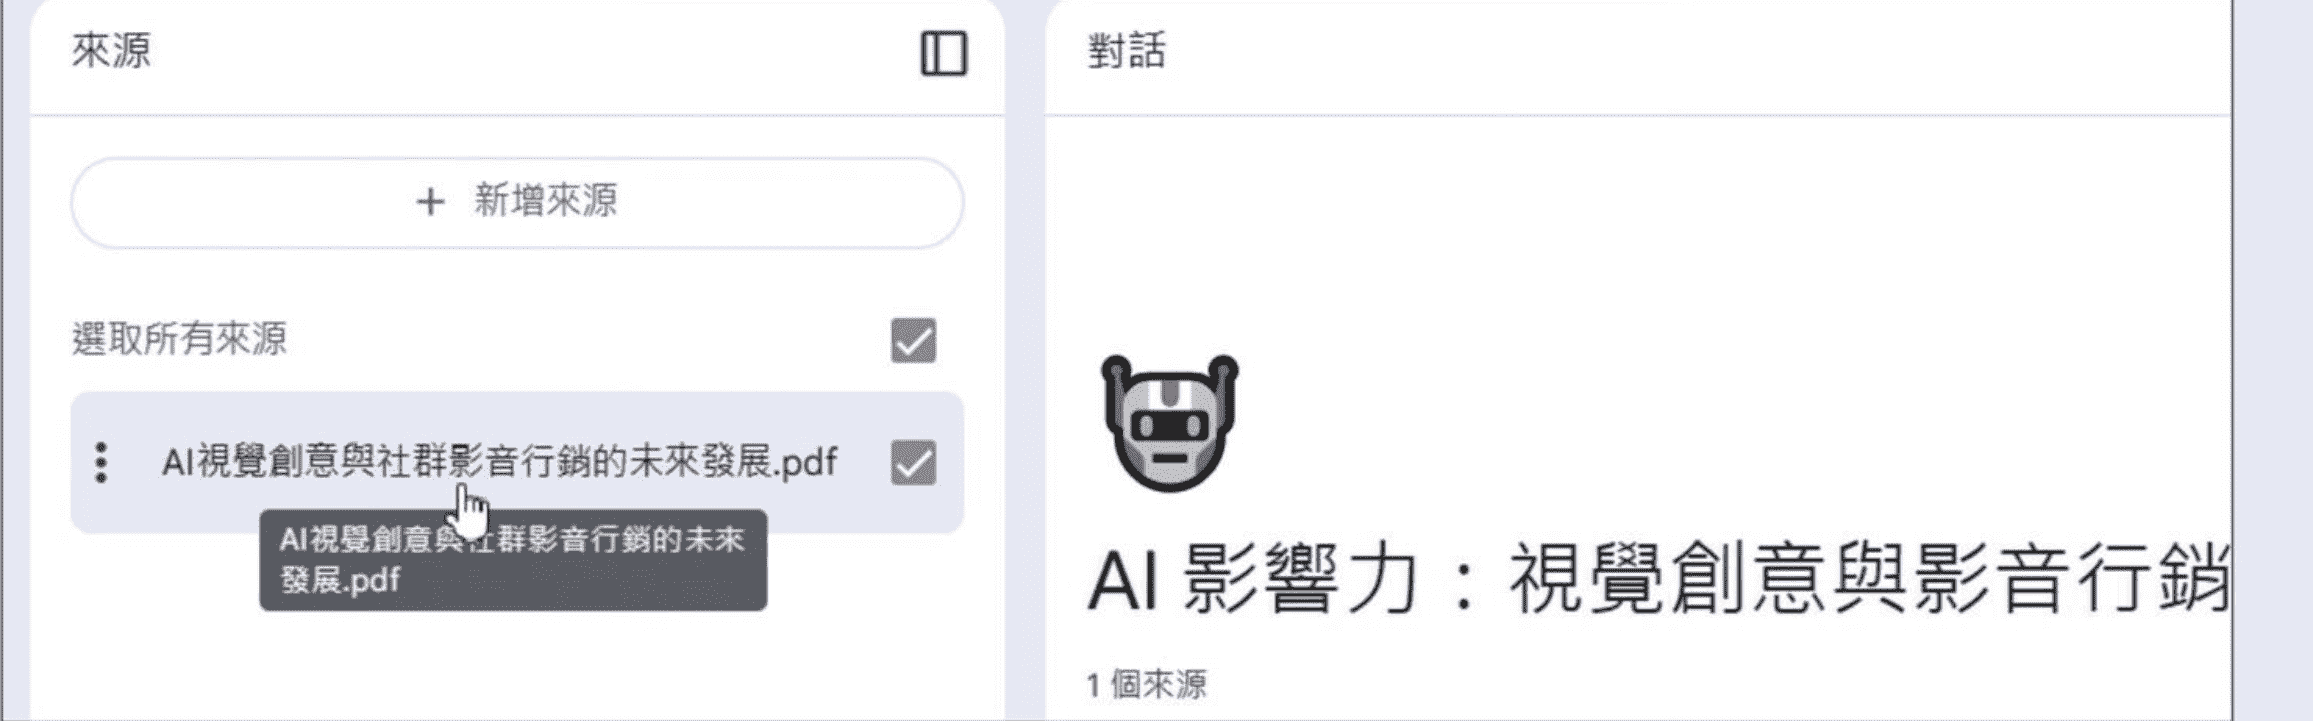 來源
+ 新增來源
選取所有來源
AI視覺創意與社群影音行銷的未來發展.pdf
AI視覺創意與社群影音行銷的未來
發展.pdf
對話
AI 影響力：視覺創意與影音行銷
1 個來源